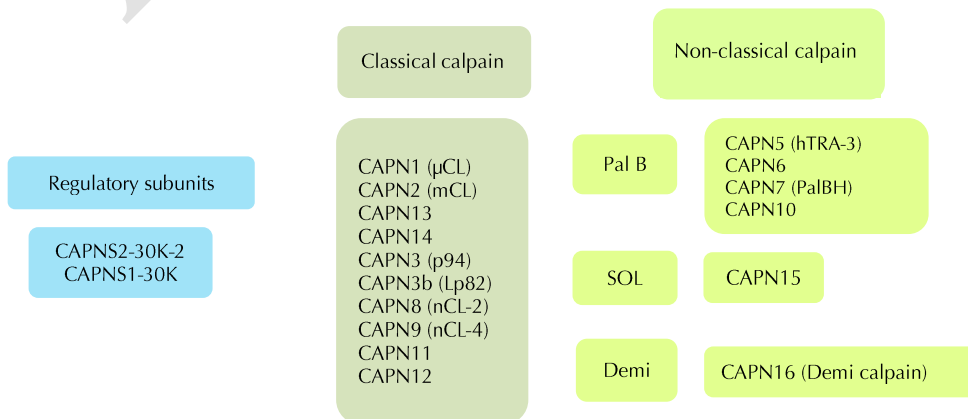 Regulatory subunits
CAPNS2-30K-2
CAPNS1-30K
Classical calpain
CAPN1 (µCL)
CAPN2 (mCL)
CAPN13
CAPN14
CAPN3 (p94)
CAPN3b (Lp82)
CAPN8 (nCL-2)
CAPN9 (nCL-4)
CAPN11
CAPN12
Non-classical calpain
Pal B
CAPN5 (hTRA-3)
CAPN6
CAPN7 (PalBH)
CAPN10
SOL
CAPN15
Demi
CAPN16 (Demi calpain)